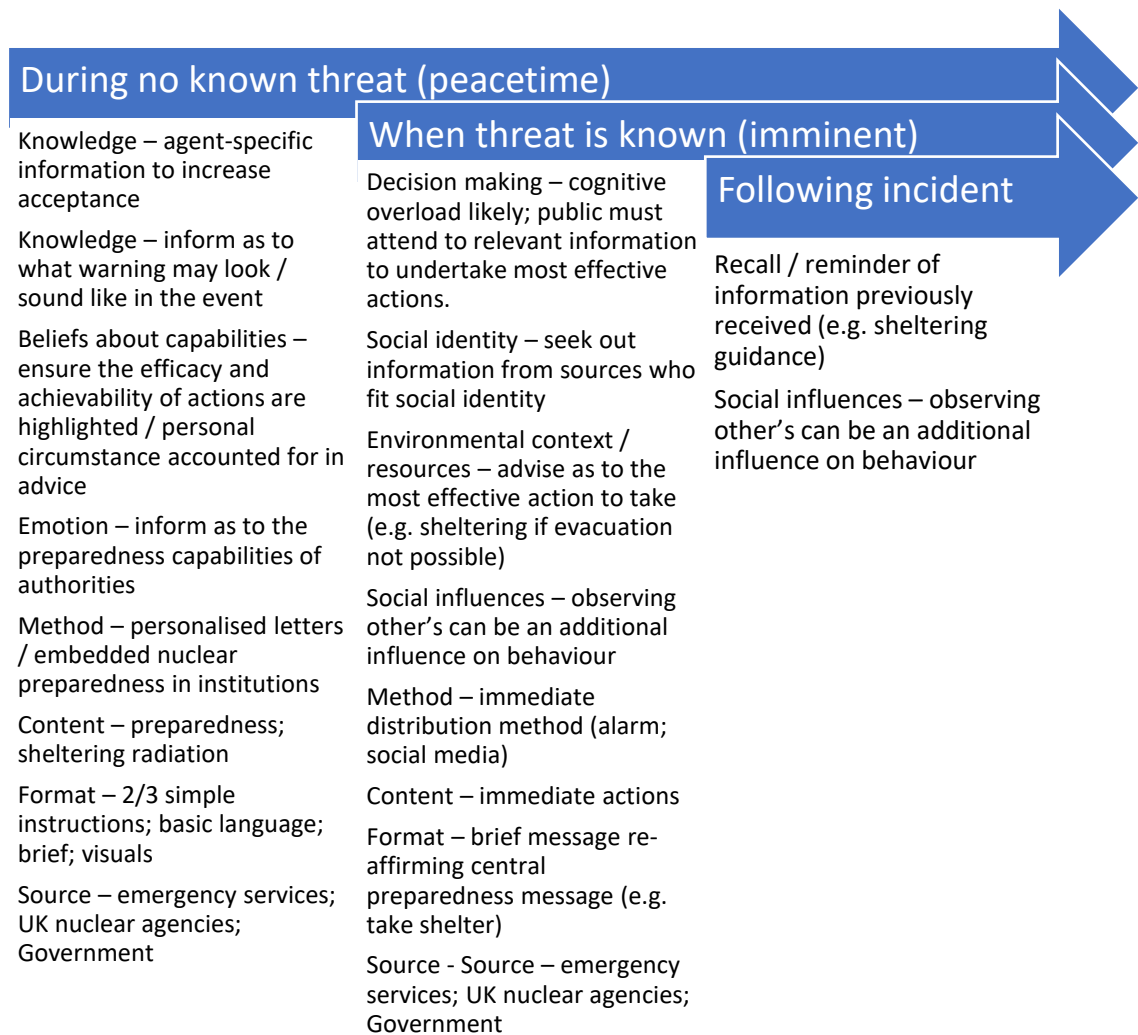 During no known threat (peacetime)
Knowledge – agent-specific
information to increase
acceptance
Knowledge – inform as to
what warning may look /
sound like in the event
Beliefs about capabilities –
ensure the efficacy and
achievability of actions are
highlighted / personal
circumstance accounted for in
advice
Emotion – inform as to the
preparedness capabilities of
authorities
Method – personalised letters
/ embedded nuclear
preparedness in institutions
Content – preparedness;
sheltering radiation
Format – 2/3 simple
instructions; basic language;
brief; visuals
Source – emergency services;
UK nuclear agencies;
Government
When threat is known (imminent)
Decision making – cognitive
overload likely; public must
attend to relevant information
to undertake most effective
actions.
Social identity – seek out
information from sources who
fit social identity
Environmental context /
resources – advise as to the
most effective action to take
(e.g. sheltering if evacuation
not possible)
Social influences – observing
other's can be an additional
influence on behaviour
Method – immediate
distribution method (alarm;
social media)
Content – immediate actions
Format – brief message re-
affirming central
preparedness message (e.g.
take shelter)
Source - Source – emergency
services; UK nuclear agencies;
Government
Following incident
Recall / reminder of
information previously
received (e.g. sheltering
guidance)
Social influences – observing
other's can be an additional
influence on behaviour